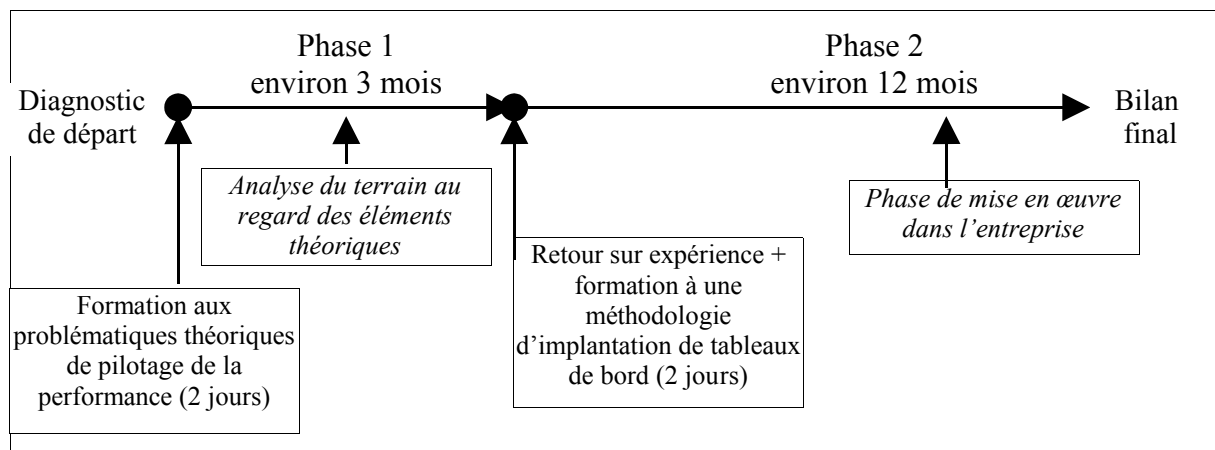 Phase 1
environ 3 mois
Phase 2
environ 12 mois
Diagnostic
de départ
Bilan
final
Analyse du terrain au
regard des éléments
théoriques
Phase de mise en œuvre
dans l’entreprise
Formation aux
problématiques théoriques
de pilotage de la
performance (2 jours)
Retour sur expérience +
formation à une
méthodologie
d’implantation de tableaux
de bord (2 jours)